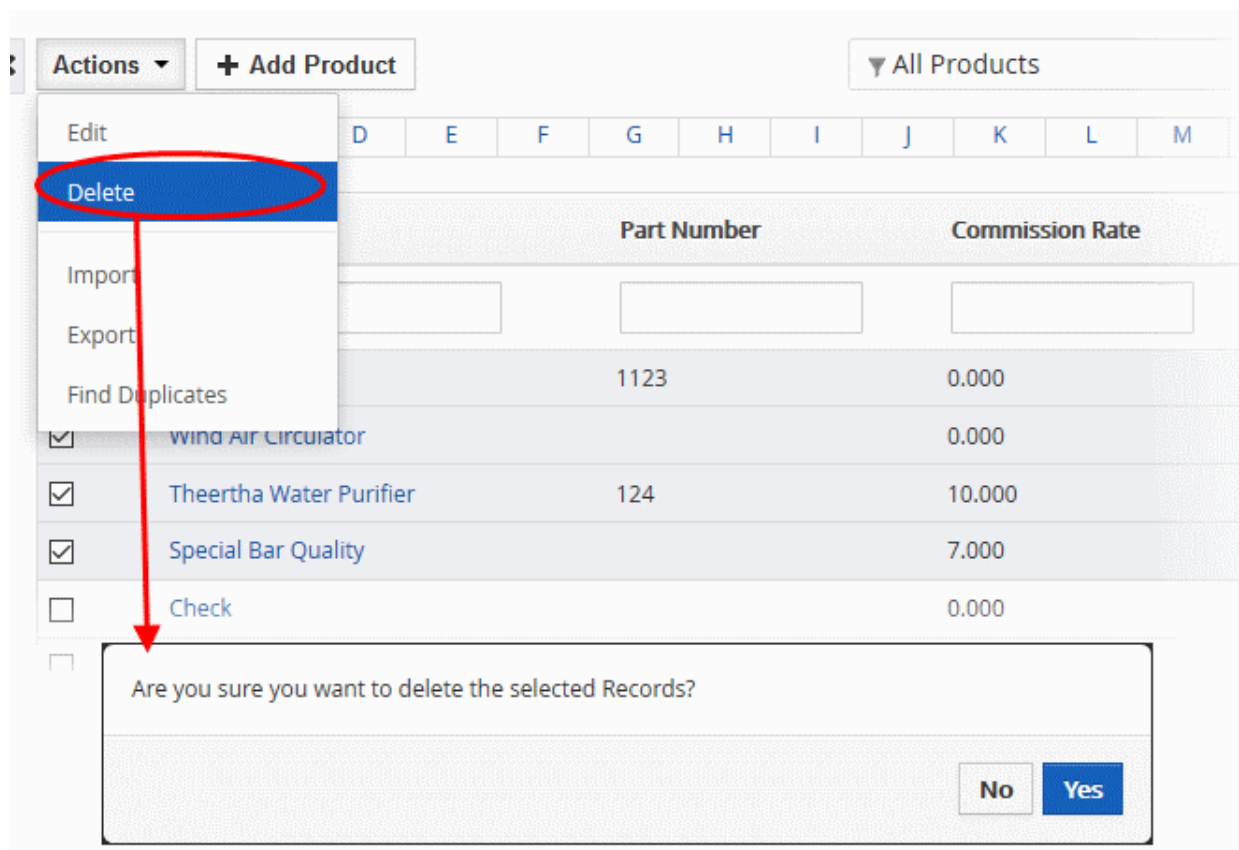 Actions + Add Product All Products
Edit D E F G H I J K L M
Delete
Part Number Commission Rate
Import
Export
Find Duplicates
1123 0.000
Wind Air Circulator 0.000
Theertha Water Purifier 124 10.000
Special Bar Quality 7.000
Check 0.000
Are you sure you want to delete the selected Records?
No Yes